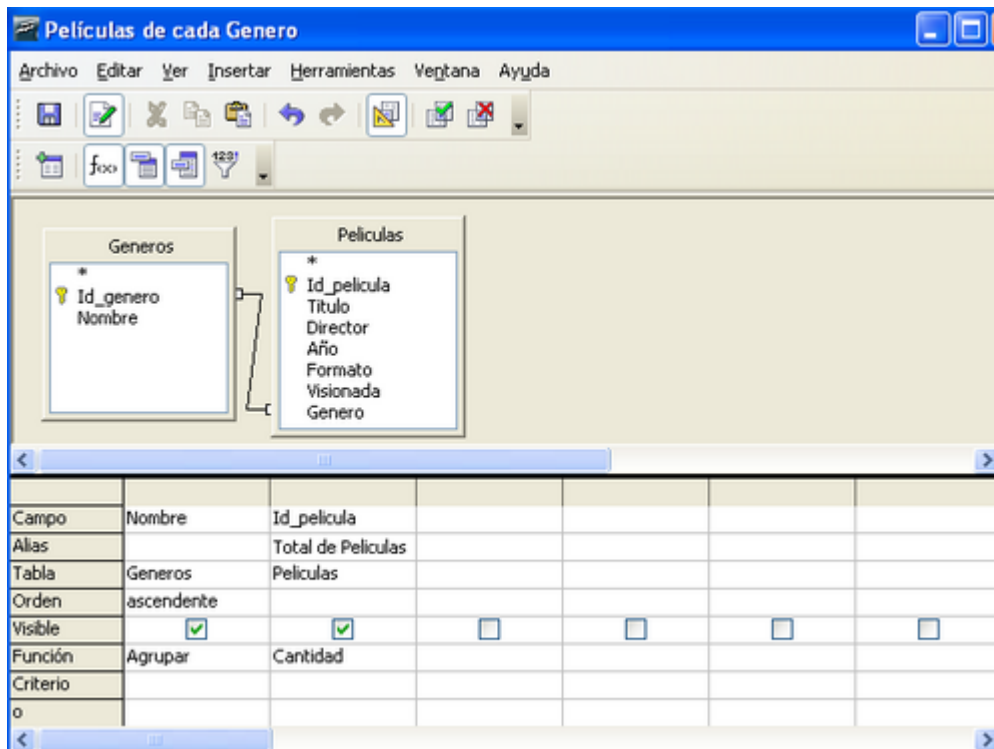 Películas de cada Genero
Archivo Editar Ver Insertar Herramientas Ventana Ayuda
f(x) 123!
Generos
*
Id_genero
Nombre
Peliculas
*
Id_pelicula
Titulo
Director
Año
Formato
Visionada
Genero
Campo Nombre Id_pelicula
Alias Total de Peliculas
Tabla Generos Peliculas
Orden ascendente
Visible
Función Agrupar Cantidad
Criterio
o